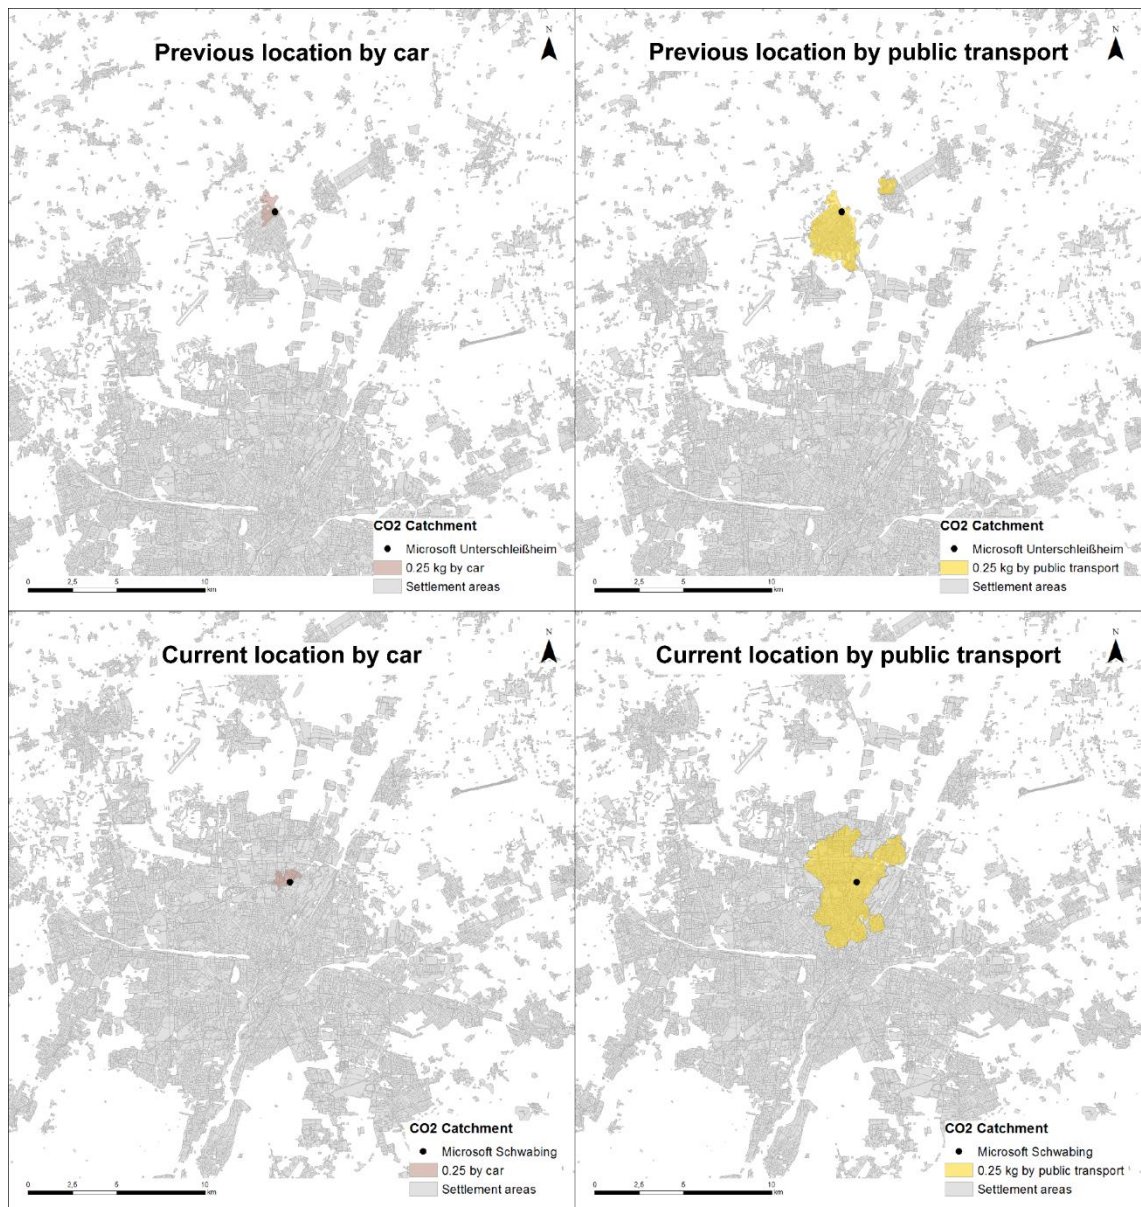 Previous location by car
N
CO2 Catchment
Microsoft Unterschleißheim
0.25 kg by car
Settlement areas
0 2,5 5 10
km
Previous location by public transport
N
CO2 Catchment
Microsoft Unterschleißheim
0.25 kg by public transport
Settlement areas
0 2,5 5 10
km
Current location by car
N
CO2 Catchment
Microsoft Schwabing
0.25 by car
Settlement areas
0 2,5 5 10
km
Current location by public transport
N
CO2 Catchment
Microsoft Schwabing
0.25 kg by public transport
Settlement areas
0 2,5 5 10
km